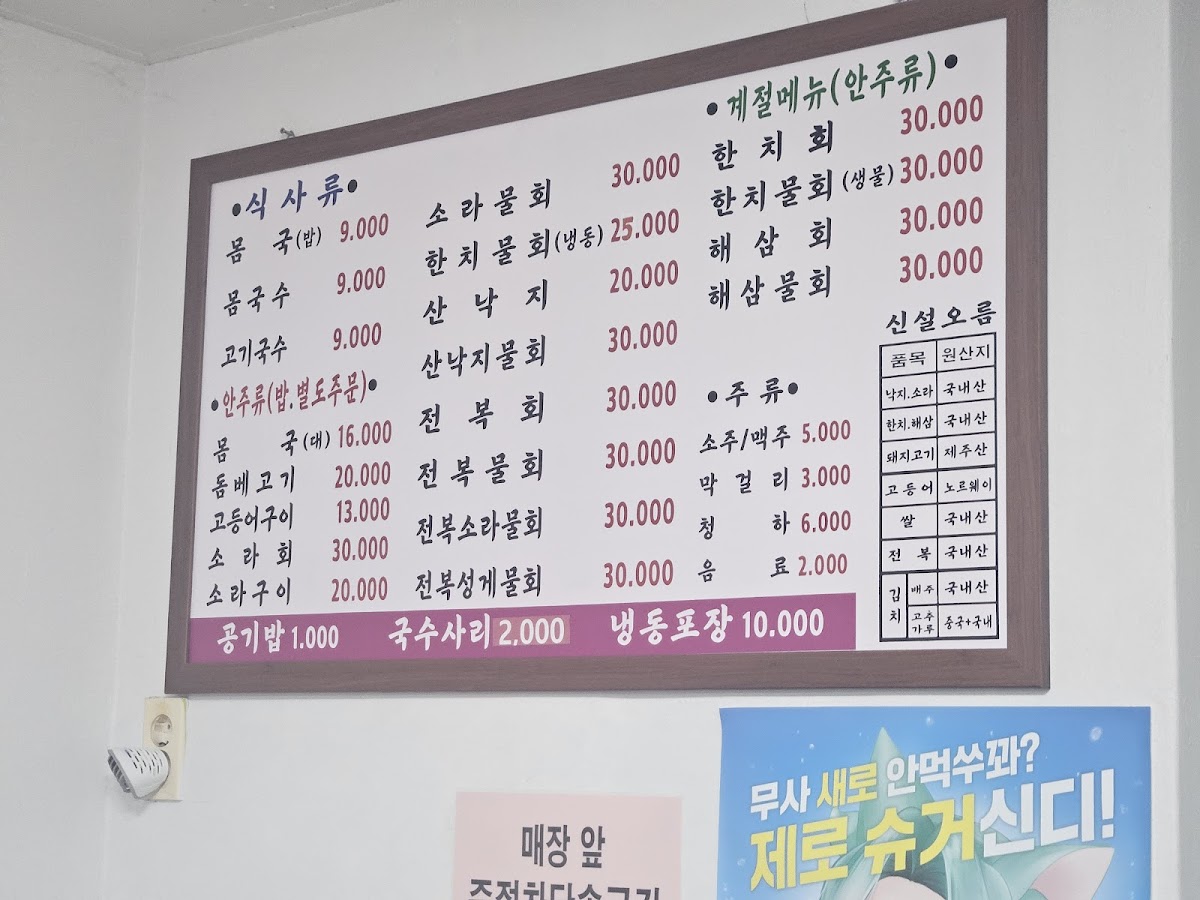 •식 사 류•
몸 국(밥) 9.000
몸국수 9.000
고기국수 9.000
•안주류(밥.별도주문)•
몸 국(대) 16.000
돔베고기 20.000
고등어구이 13.000
소 라 회 30.000
소라구이 20.000
소라물회 30.000
한치물회(냉동) 25.000
산 낙 지 20.000
산낙지물회 30.000
전 복 회 30.000
전복물회 30.000
전복소라물회 30.000
전복성게물회 30.000
•계절메뉴(안주류)•
한 치 회 30.000
한치물회(생물) 30.000
해 삼 회 30.000
해삼물회 30.000
•주 류•
소주/맥주 5.000
막 걸 리 3.000
청 하 6.000
음 료 2.000
신설오름
품목 원산지
낙지.소라 국내산
한치.해삼 국내산
돼지고기 제주산
고등어 노르웨이
쌀 국내산
전 복 국내산
김치 배추 국내산
고추가루 중국+국내
공기밥 1.000 국수사리 2,000 냉동포장 10.000
매장 앞
무사 새로 안먹쑤꽈?
제로 슈거신디!